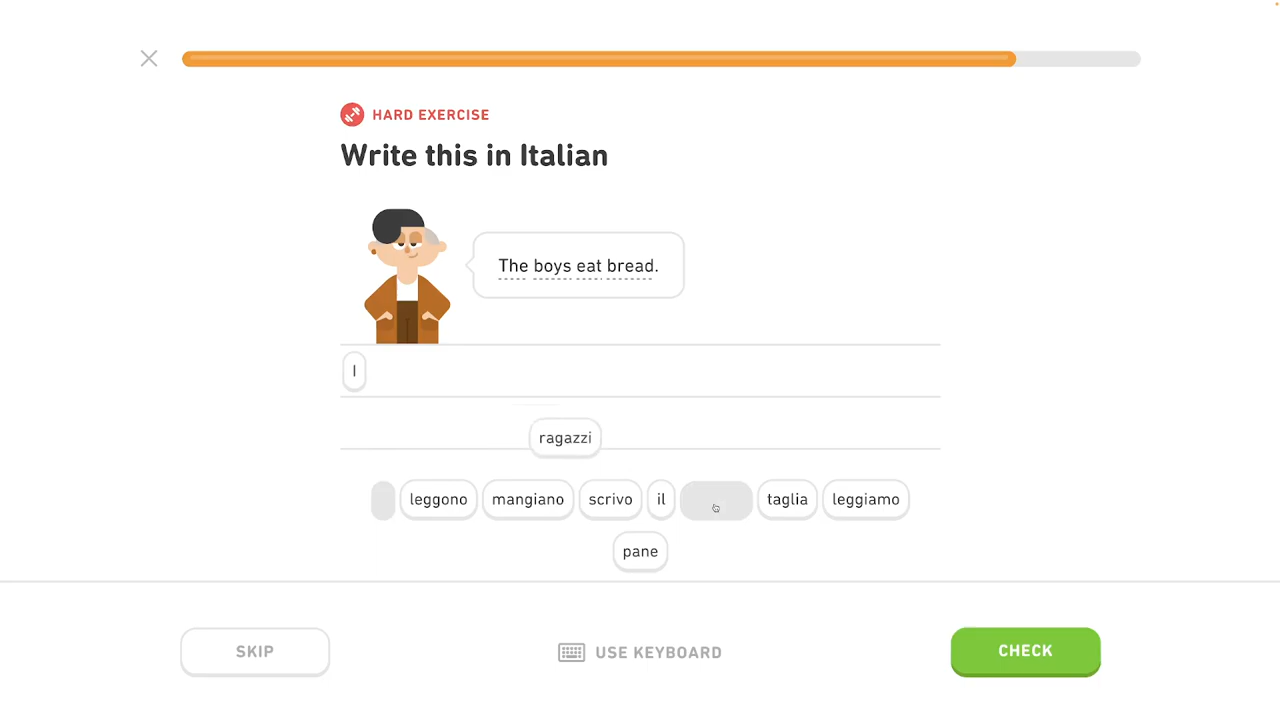 HARD EXERCISE
Write this in Italian
The boys eat bread.
I
ragazzi
leggono mangiano scrivo il taglia leggiamo
pane
SKIP USE KEYBOARD CHECK